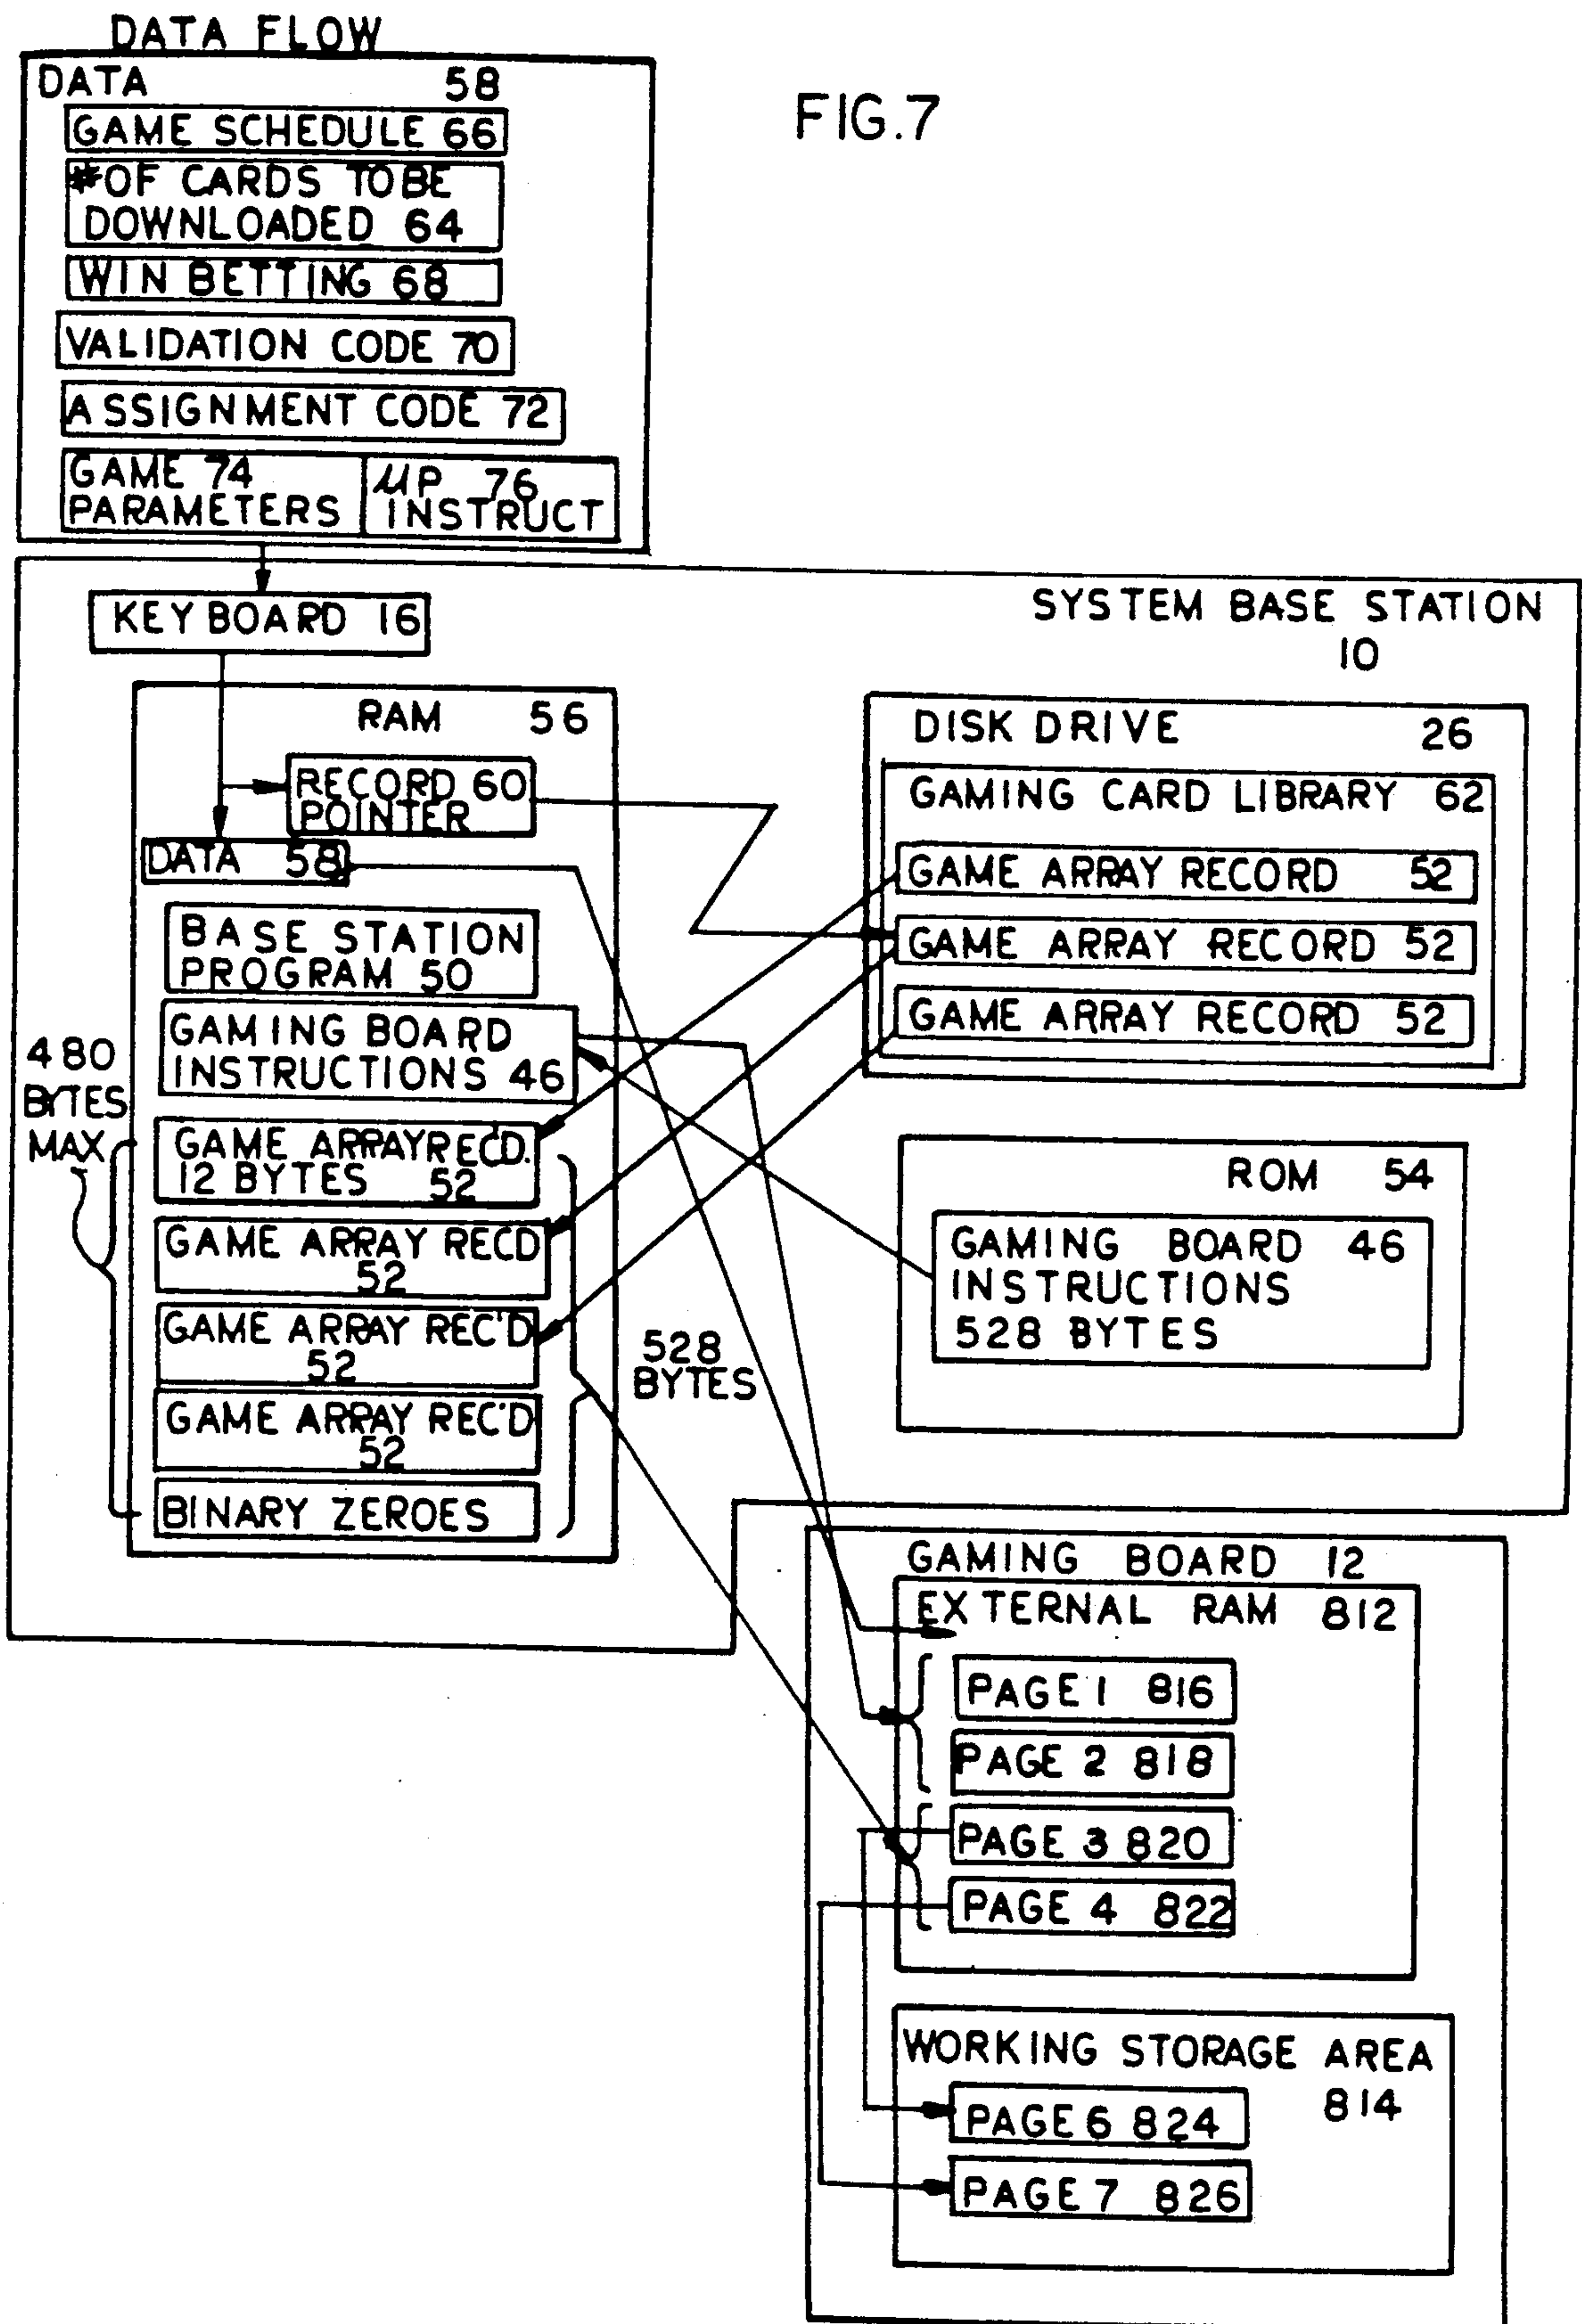 DATA FLOW
DATA 58
FIG.7
GAME SCHEDULE 66
#OF CARDS TO BE
DOWNLOADED 64
WIN BETTING 68
VALIDATION CODE 70
ASSIGNMENT CODE 72
GAME 74
PARAMETERS
µP 76
INSTRUCT
KEYBOARD 16
SYSTEM BASE STATION
10
RAM 56
RECORD 60
POINTER
DATA 58
BASE STATION
PROGRAM 50
GAMING BOARD
INSTRUCTIONS 46
480
BYTES
MAX
GAME ARRAY REC'D.
12 BYTES 52
GAME ARRAY RECD
52
GAME ARRAY REC'D
52
GAME ARRAY REC'D
52
BINARY ZEROES
528
BYTES
DISK DRIVE 26
GAMING CARD LIBRARY 62
GAME ARRAY RECORD 52
GAME ARRAY RECORD 52
GAME ARRAY RECORD 52
ROM 54
GAMING BOARD 46
INSTRUCTIONS
528 BYTES
GAMING BOARD 12
EXTERNAL RAM 812
PAGE 1 816
PAGE 2 818
PAGE 3 820
PAGE 4 822
WORKING STORAGE AREA
814
PAGE 6 824
PAGE 7 826